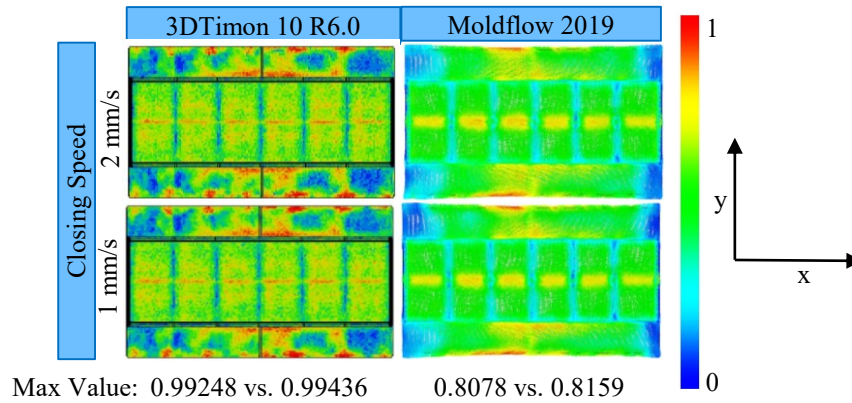 3DTimon 10 R6.0 Moldflow 2019
Closing Speed
2 mm/s
1 mm/s
1
0
y
x
Max Value: 0.99248 vs. 0.99436 0.8078 vs. 0.8159